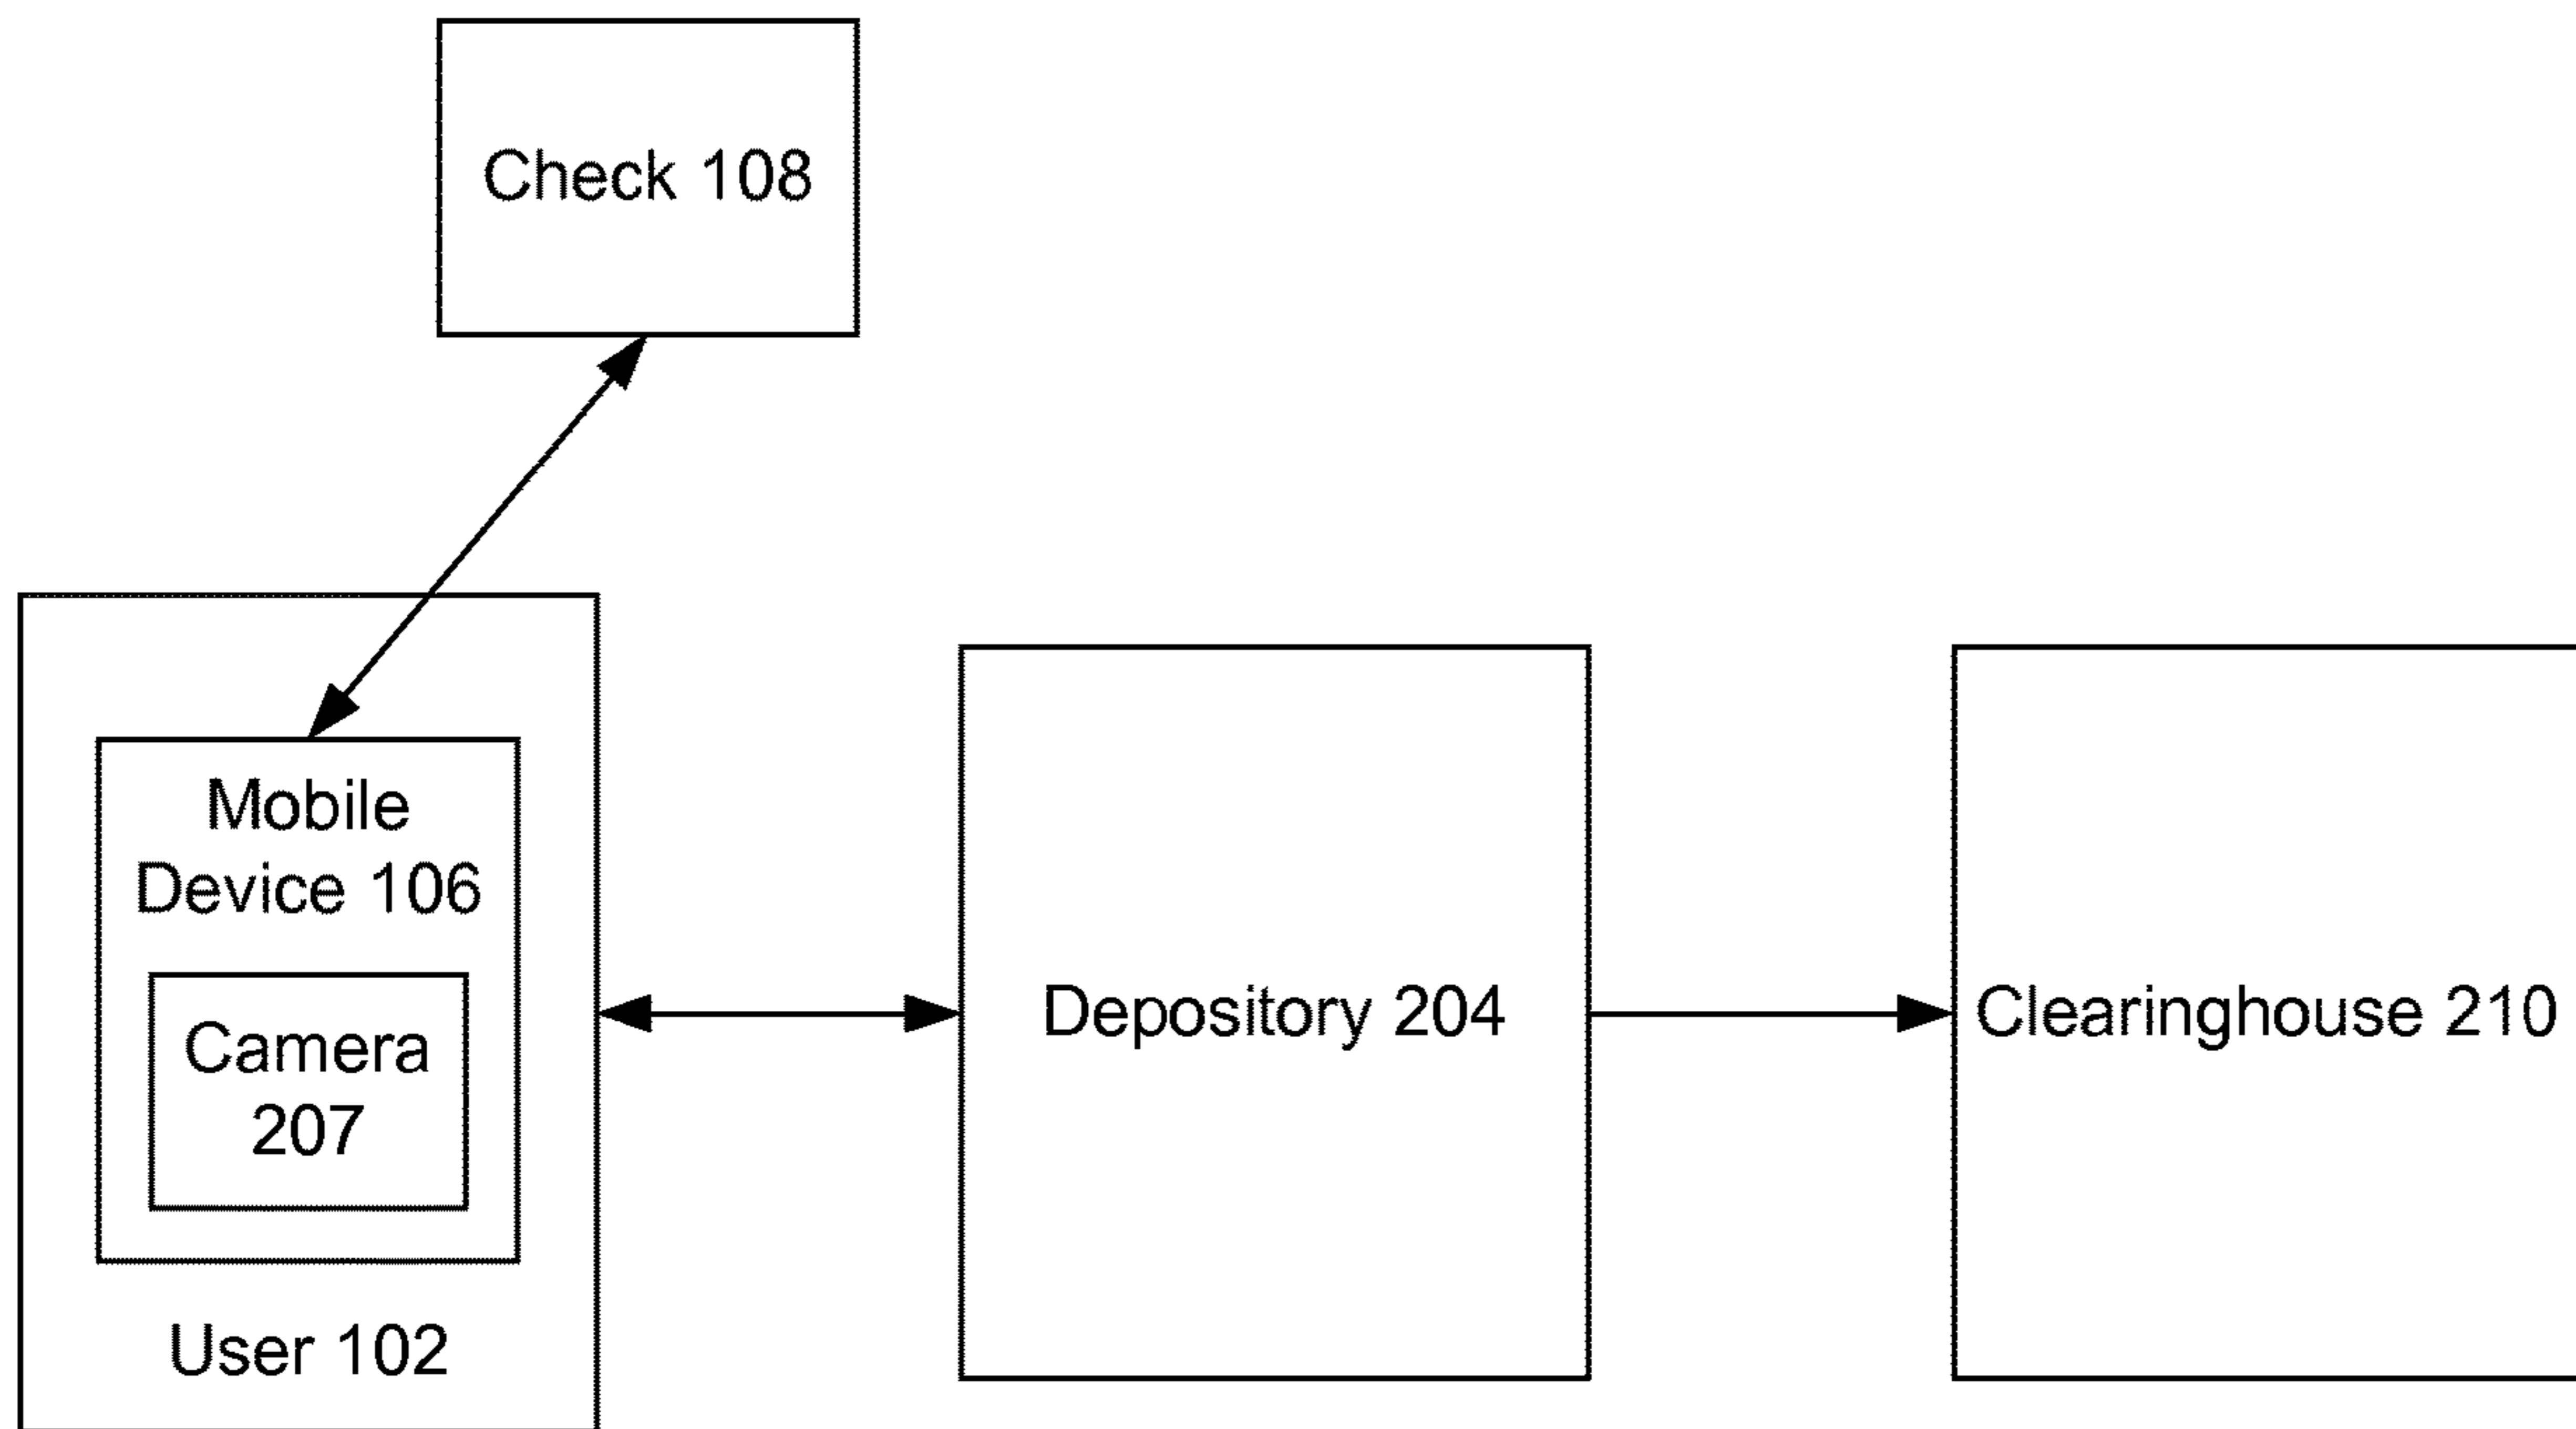 Check 108
Mobile
Device 106
Camera
207
User 102
Depository 204
Clearinghouse 210